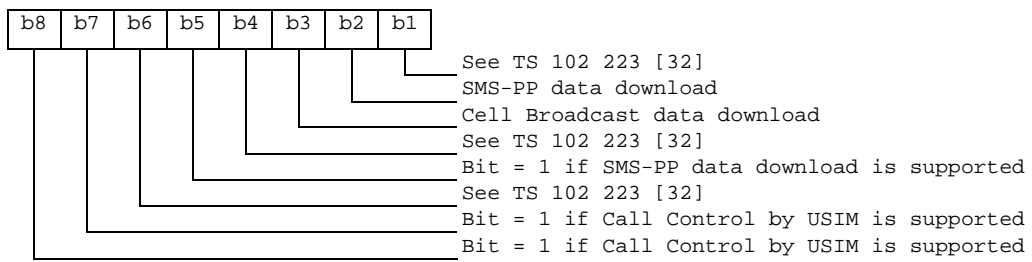 b8 b7 b6 b5 b4 b3 b2 b1
See TS 102 223 [32]
SMS-PP data download
Cell Broadcast data download
See TS 102 223 [32]
Bit = 1 if SMS-PP data download is supported
See TS 102 223 [32]
Bit = 1 if Call Control by USIM is supported
Bit = 1 if Call Control by USIM is supported